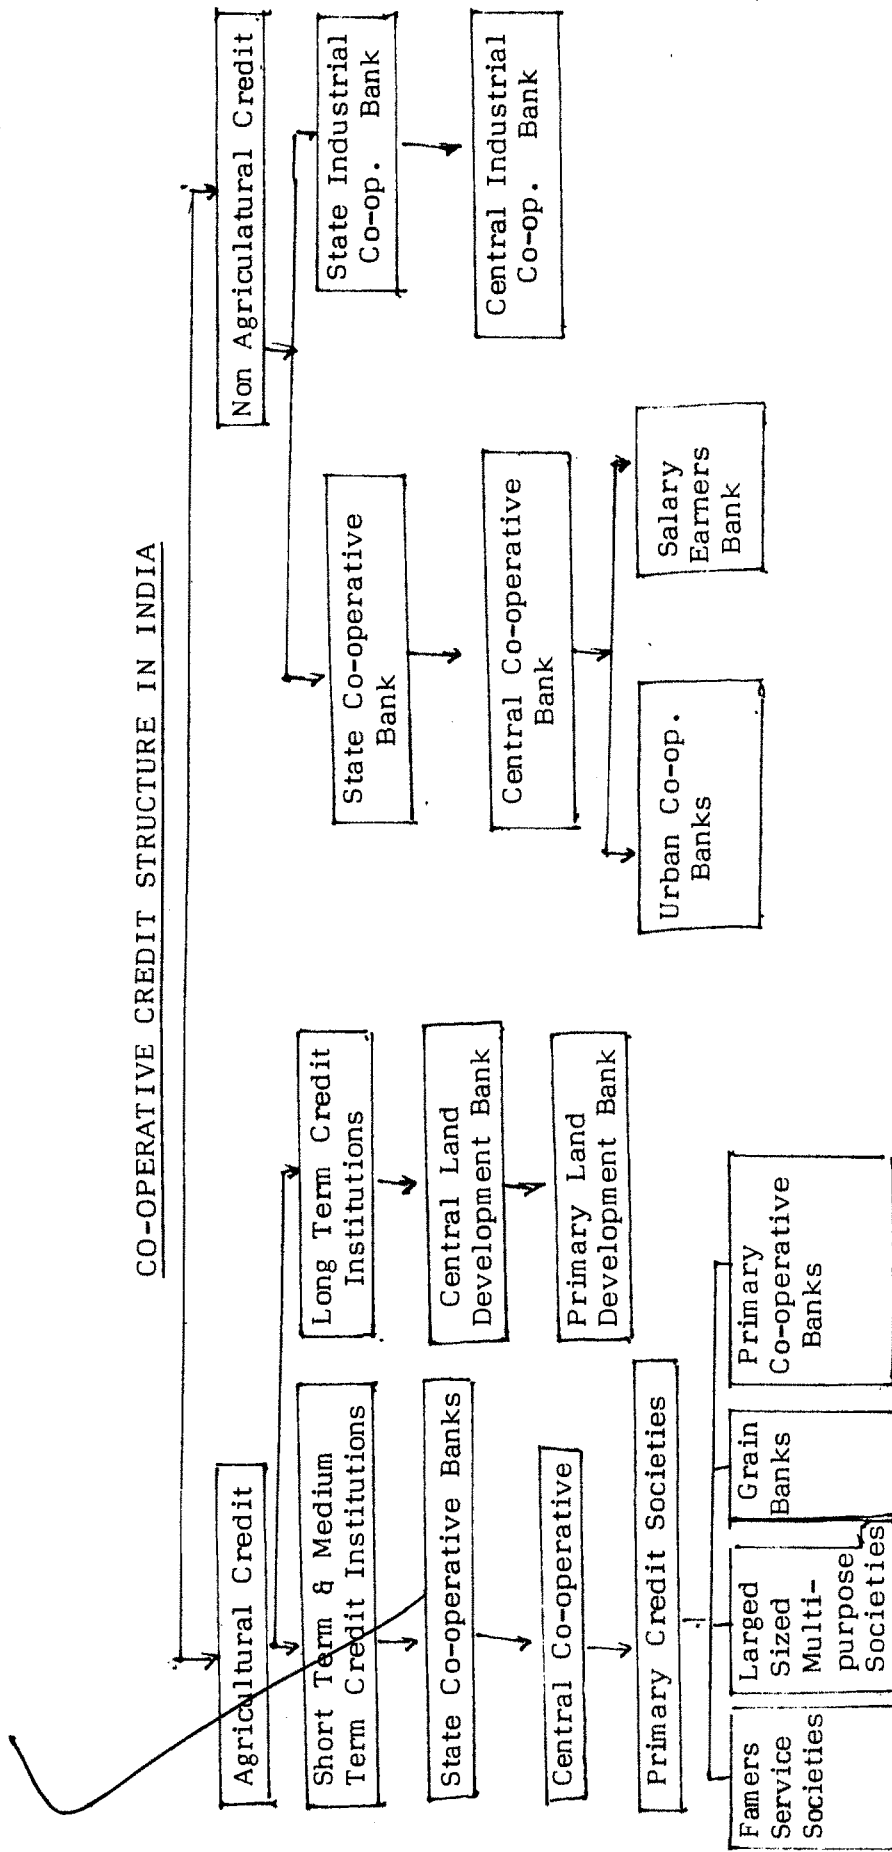 CO-OPERATIVE CREDIT STRUCTURE IN INDIA
Agricultural Credit
Non Agriculatural Credit
Short Term & Medium
Term Credit Institutions
Long Term Credit
Institutions
State Co-operative
Bank
State Industrial
Co-op. Bank
State Co-operative Banks
Central Land
Development Bank
Central Co-operative
Bank
Central Industrial
Co-op. Bank
Central Co-operative
Primary Land
Development Bank
Urban Co-op.
Banks
Salary
Earners
Bank
Primary Credit Societies
Famers
Service
Societies
Larged
Sized
Multi-
purpose
Societies
Grain
Banks
Primary
Co-operative
Banks